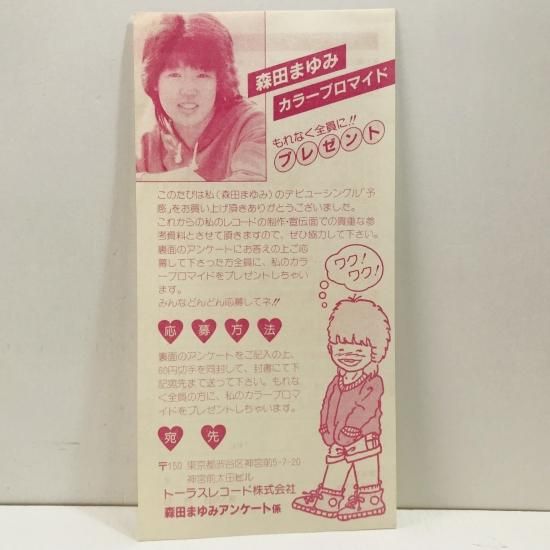 森田まゆみ
カラーブロマイド
もれなく全員に!!
プレゼント
このたびは私(森田まゆみ)のデビューシングル「予
感」をお買い上げ頂きありがとうございました。
これからの私のレコードの制作・宣伝面での貴重な参
考資料とさせて頂きますので、ぜひ協力して下さい。
裏面のアンケートにお答えの上ご応
募して下さった方全員に、私のカラ
ーブロマイドをプレゼントしちゃい
ます。
みんなどんどん応募してネ!!
ワク!
ワク!
応募方法
裏面のアンケートをご記入の上、
60円切手を同封して、封書にて下
記宛先まで送って下さい。もれな
く全員の方に、私のカラーブロマイ
ドをプレゼントしちゃいます。
宛先
〒150 東京都渋谷区神宮前5-7-20
神宮前太田ビル
トーラスレコード株式会社
森田まゆみアンケート係